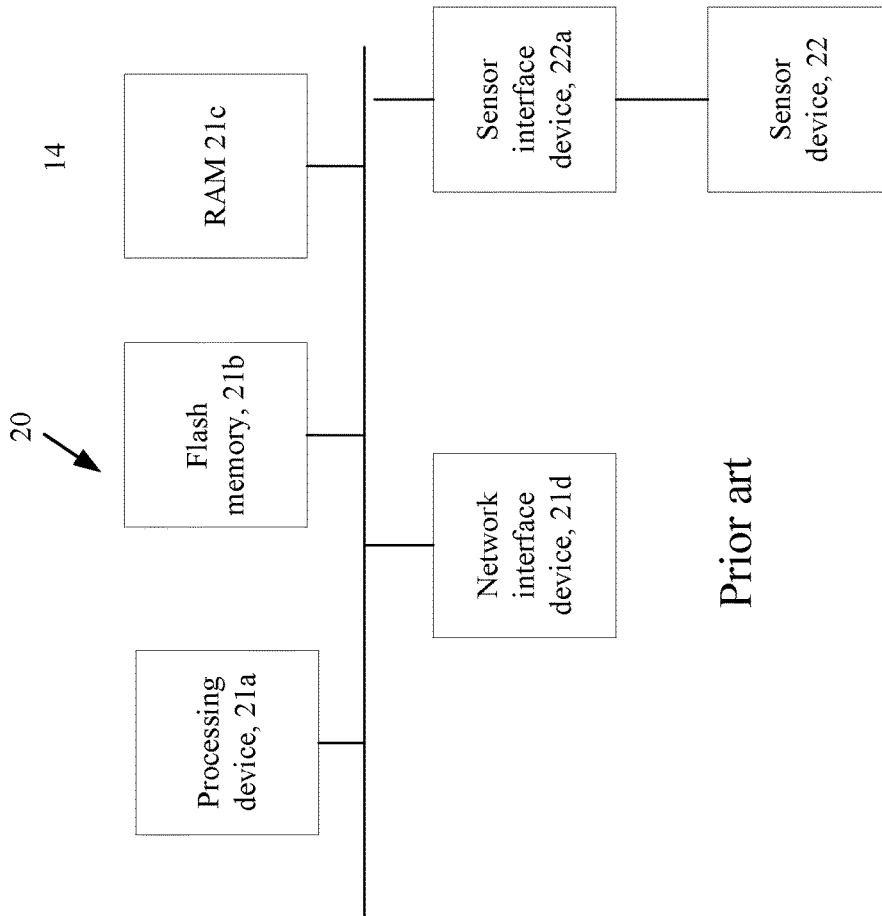 20
14
Processing
device, 21a
Flash
memory, 21b
RAM 21c
Network
interface
device, 21d
Sensor
interface
device, 22a
Sensor
device, 22
Prior art